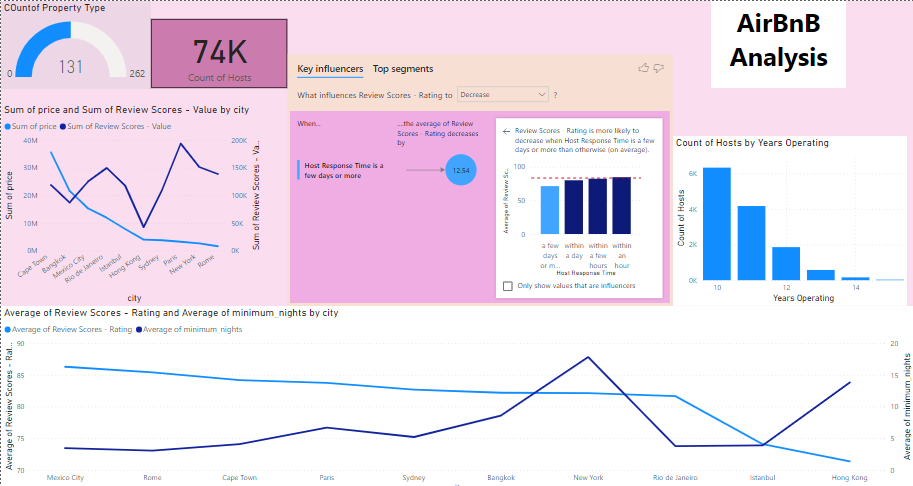 COuntof Property Type
131
0
262
74K
Count of Hosts
AirBnB
Analysis
Key influencers Top segments
What influences Review Scores - Rating to Decrease ?
When...
...the average of Review
Scores - Rating decreases
by
Host Response Time is a
few days or more
12.54
Review Scores - Rating is more likely to
decrease when Host Response Time is a few
days or more than otherwise (on average).
Average of Review Sc...
100
50
0
a few
days
or m...
within
a day
within a
few
hours
within
an
hour
Host Response Time
Only show values that are influencers
Sum of price and Sum of Review Scores - Value by city
Sum of price Sum of Review Scores - Value
Sum of price
40M
30M
20M
10M
0M
200K
150K
100K
50K
0K
Sum of Review Scores - Va...
Cape Town
Bangkok
Mexico City
Rio de Janeiro
Istanbul
Hong Kong
Sydney
Paris
New York
Rome
city
Count of Hosts by Years Operating
Count of Hosts
6K
4K
2K
0K
10
12
14
Years Operating
Average of Review Scores - Rating and Average of minimum_nights by city
Average of Review Scores - Rating Average of minimum_nights
Average of Review Scores - Rat...
90
85
80
75
70
20
15
10
5
0
Average of minimum_nights
Mexico City
Rome
Cape Town
Paris
Sydney
Bangkok
New York
Rio de Janeiro
Istanbul
Hong Kong